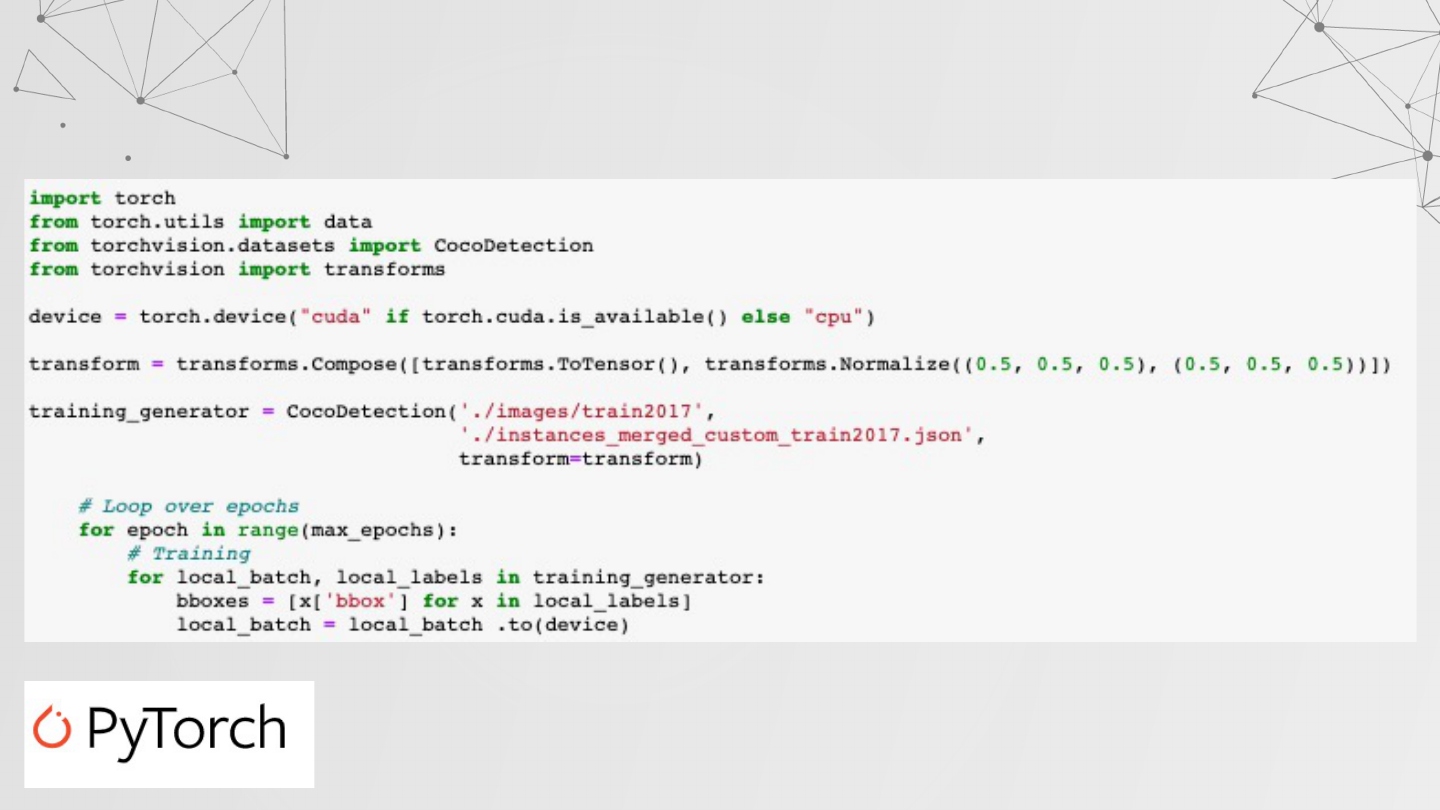 import torch
from torch.utils import data
from torchvision.datasets import CocoDetection
from torchvision import transforms

device = torch.device("cuda" if torch.cuda.is_available() else "cpu")

transform = transforms.Compose([transforms.ToTensor(), transforms.Normalize((0.5, 0.5, 0.5), (0.5, 0.5, 0.5))])

training_generator = CocoDetection('./images/train2017',
                                   './instances_merged_custom_train2017.json',
                                   transform=transform)

    # Loop over epochs
    for epoch in range(max_epochs):
        # Training
        for local_batch, local_labels in training_generator:
            bboxes = [x['bbox'] for x in local_labels]
            local_batch = local_batch .to(device)
PyTorch